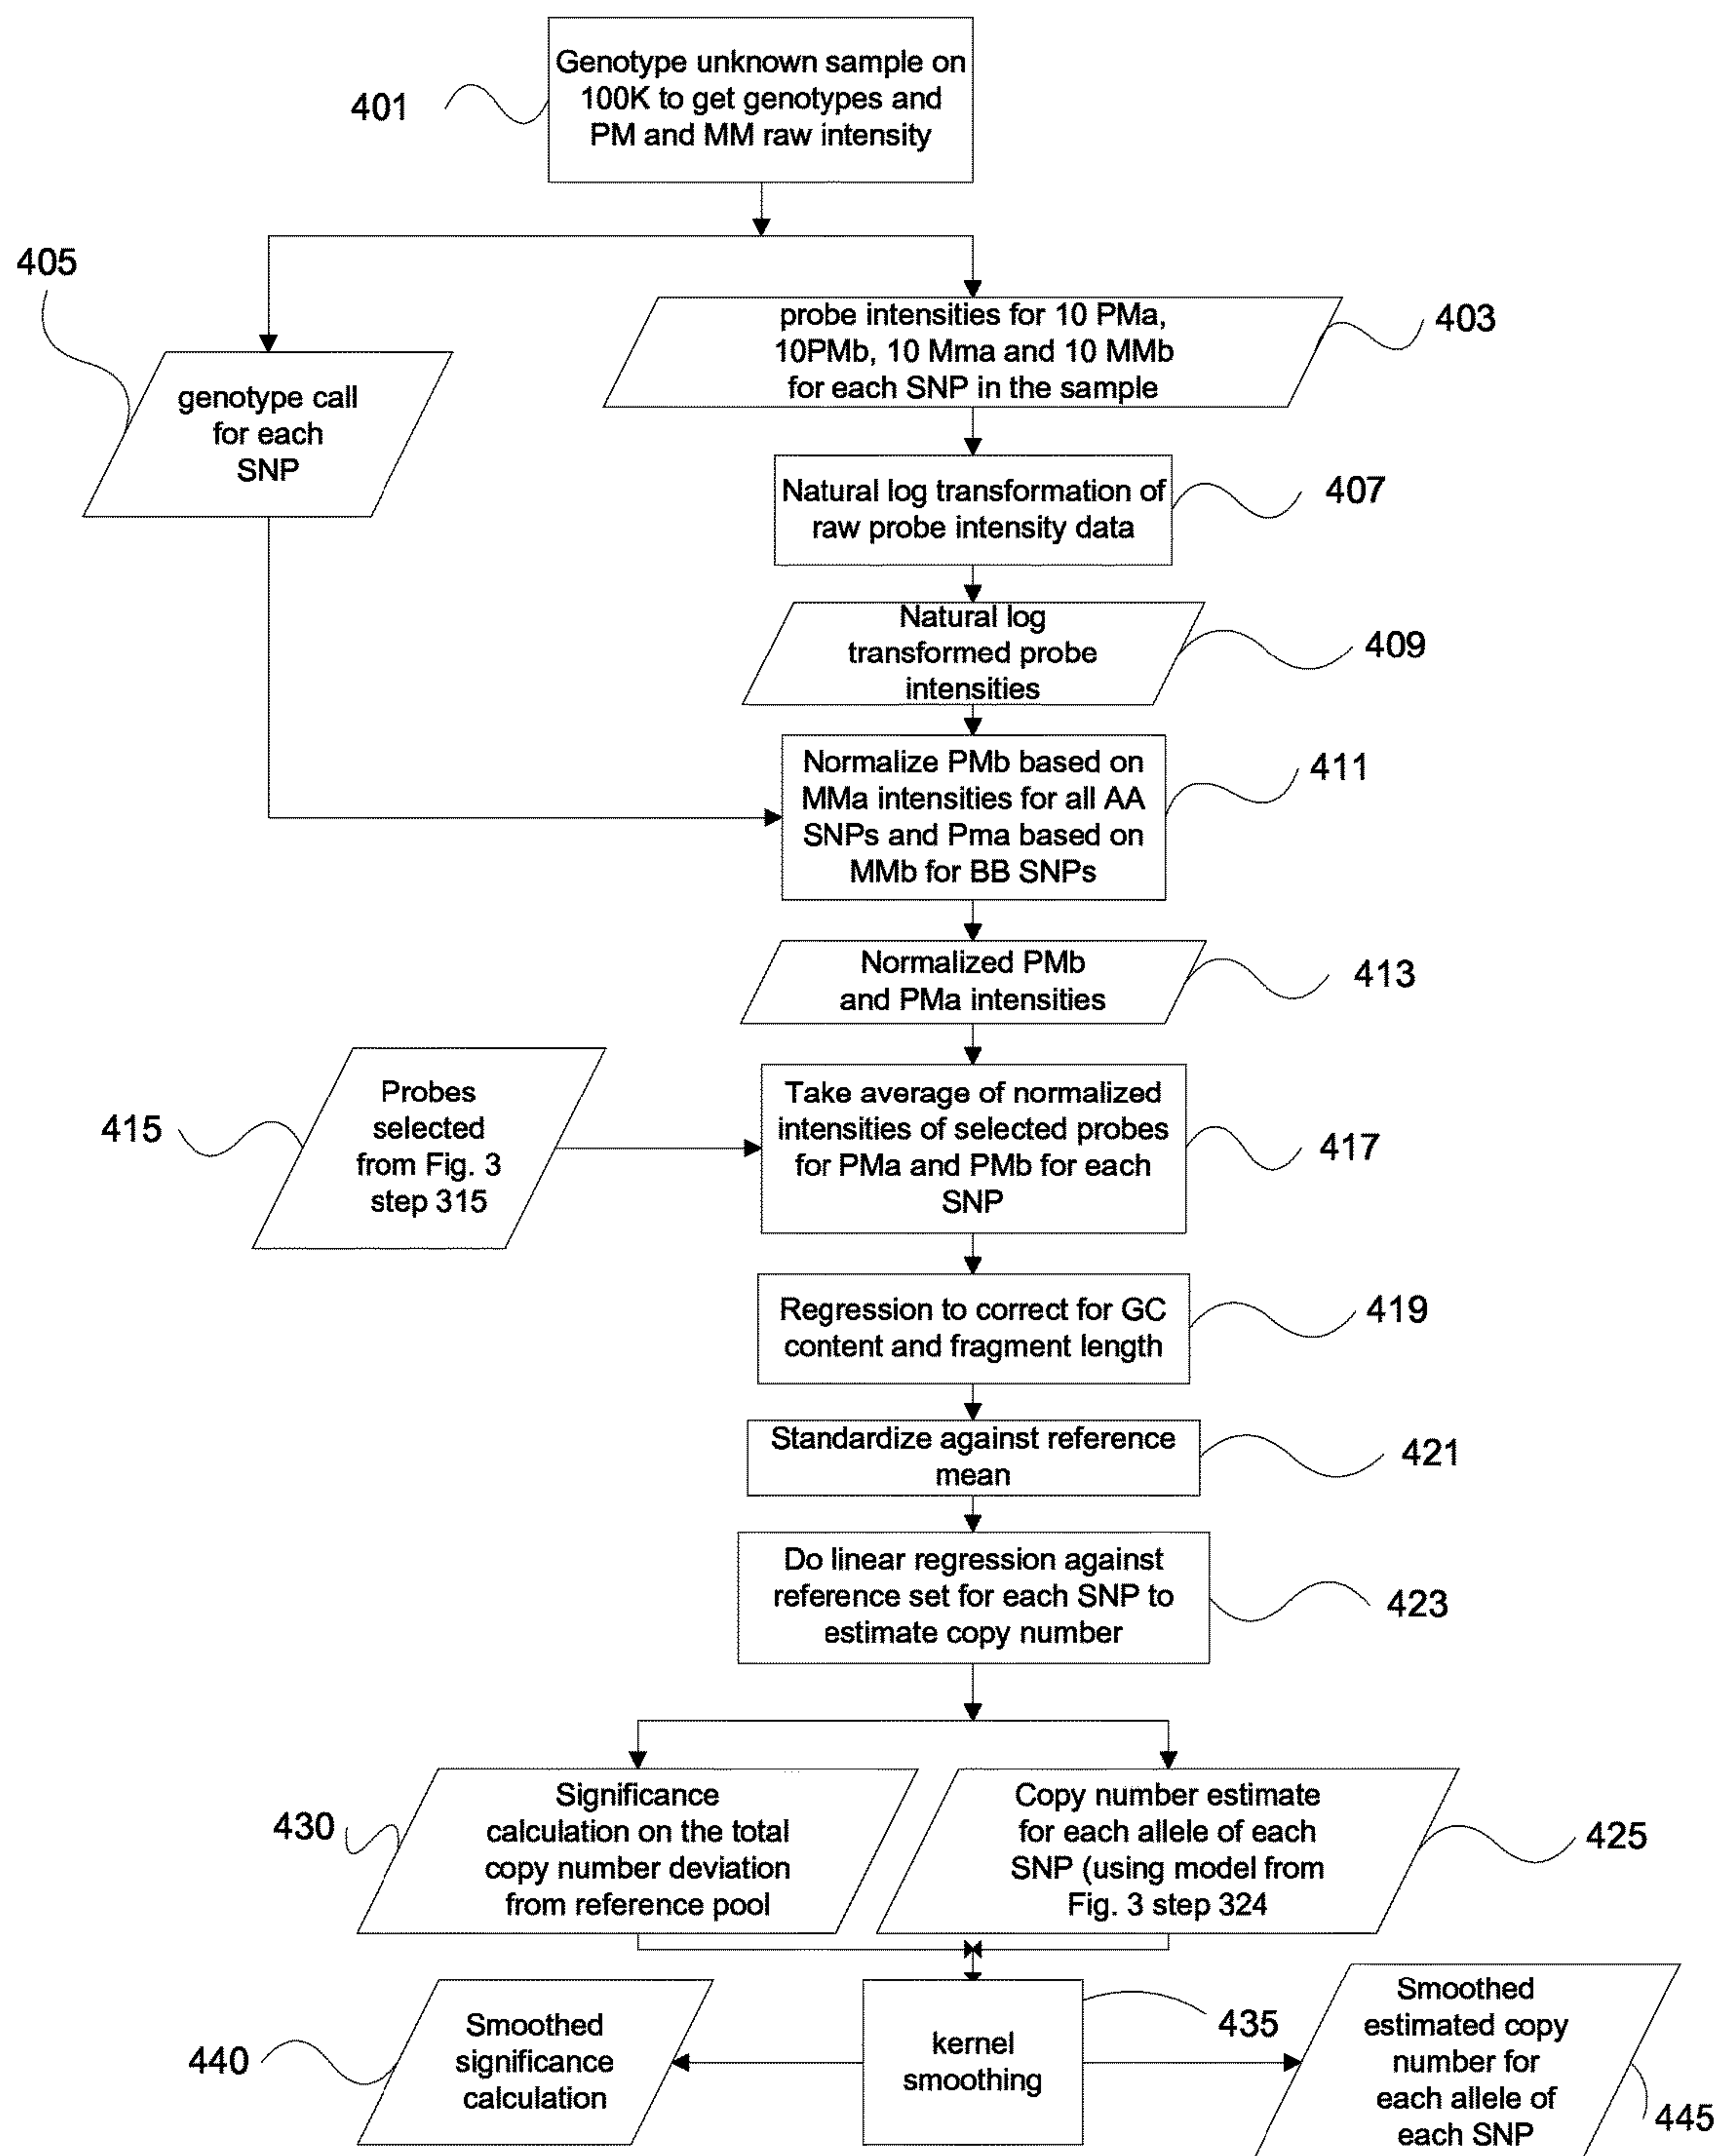 Genotype unknown sample on
100K to get genotypes and
PM and MM raw intensity
401
405
probe intensities for 10 PMa,
10PMb, 10 Mma and 10 MMb
for each SNP in the sample
403
genotype call
for each
SNP
Natural log transformation of
raw probe intensity data
407
Natural log
transformed probe
intensities
409
Normalize PMb based on
MMa intensities for all AA
SNPs and Pma based on
MMb for BB SNPs
411
Normalized PMb
and PMa intensities
413
Probes
selected
from Fig. 3
step 315
415
Take average of normalized
intensities of selected probes
for PMa and PMb for each
SNP
417
Regression to correct for GC
content and fragment length
419
Standardize against reference
mean
421
Do linear regression against
reference set for each SNP to
estimate copy number
423
Significance
calculation on the total
copy number deviation
from reference pool
430
Copy number estimate
for each allele of each
SNP (using model from
Fig. 3 step 324
425
Smoothed
significance
calculation
440
kernel
smoothing
435
Smoothed
estimated copy
number for
each allele of
each SNP
445